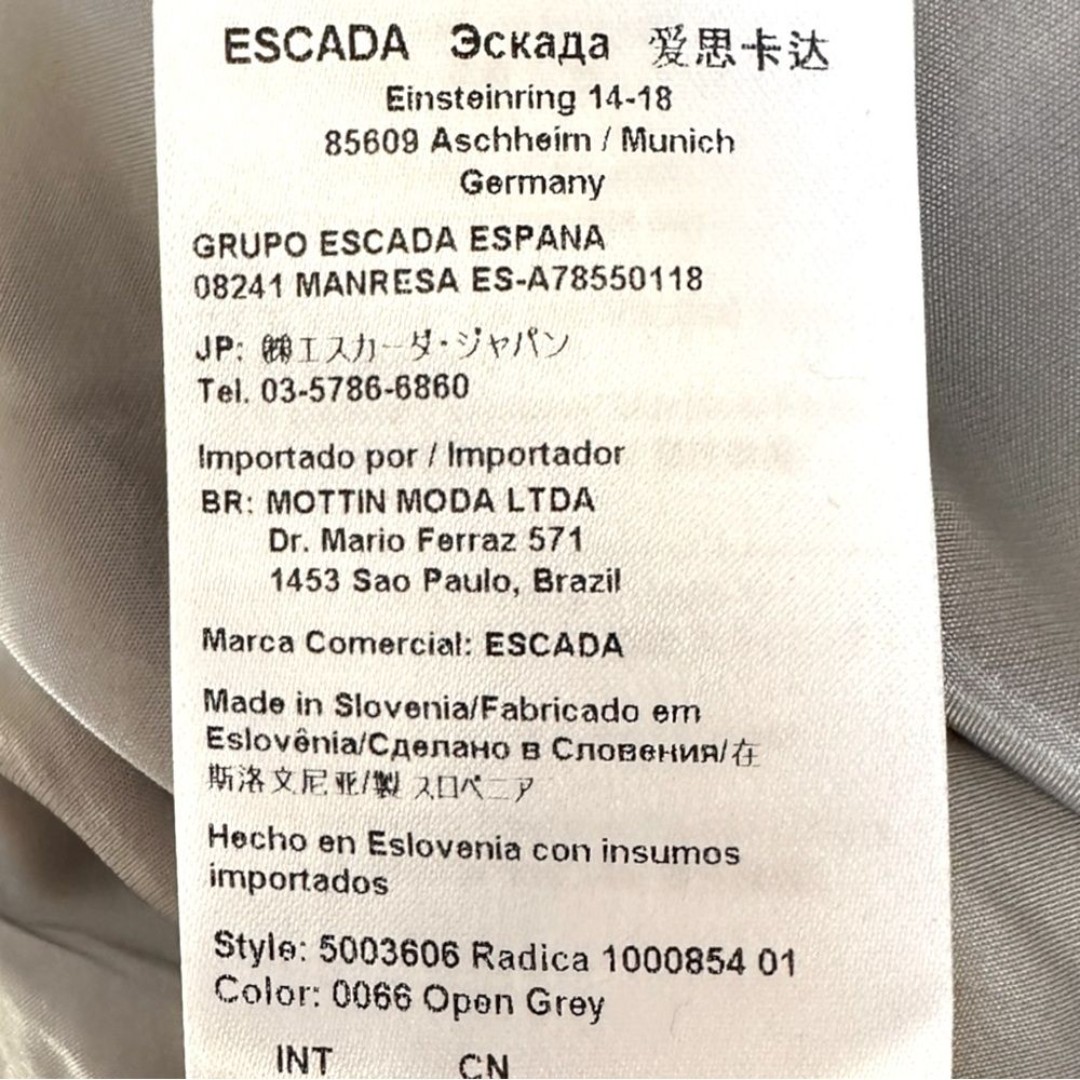 ESCADA Эскада 爱思卡达
Einsteinring 14-18
85609 Aschheim / Munich
Germany
GRUPO ESCADA ESPANA
08241 MANRESA ES-A78550118
JP: ㈱エスカーダ・ジャパン
Tel. 03-5786-6860
Importado por / Importador
BR: MOTTIN MODA LTDA
Dr. Mario Ferraz 571
1453 Sao Paulo, Brazil
Marca Comercial: ESCADA
Made in Slovenia/Fabricado em
Eslovênia/Сделано в Словения/在
斯洛文尼亚/製 スロベニア
Hecho en Eslovenia con insumos
importados
Style: 5003606 Radica 1000854 01
Color: 0066 Open Grey
INT CN